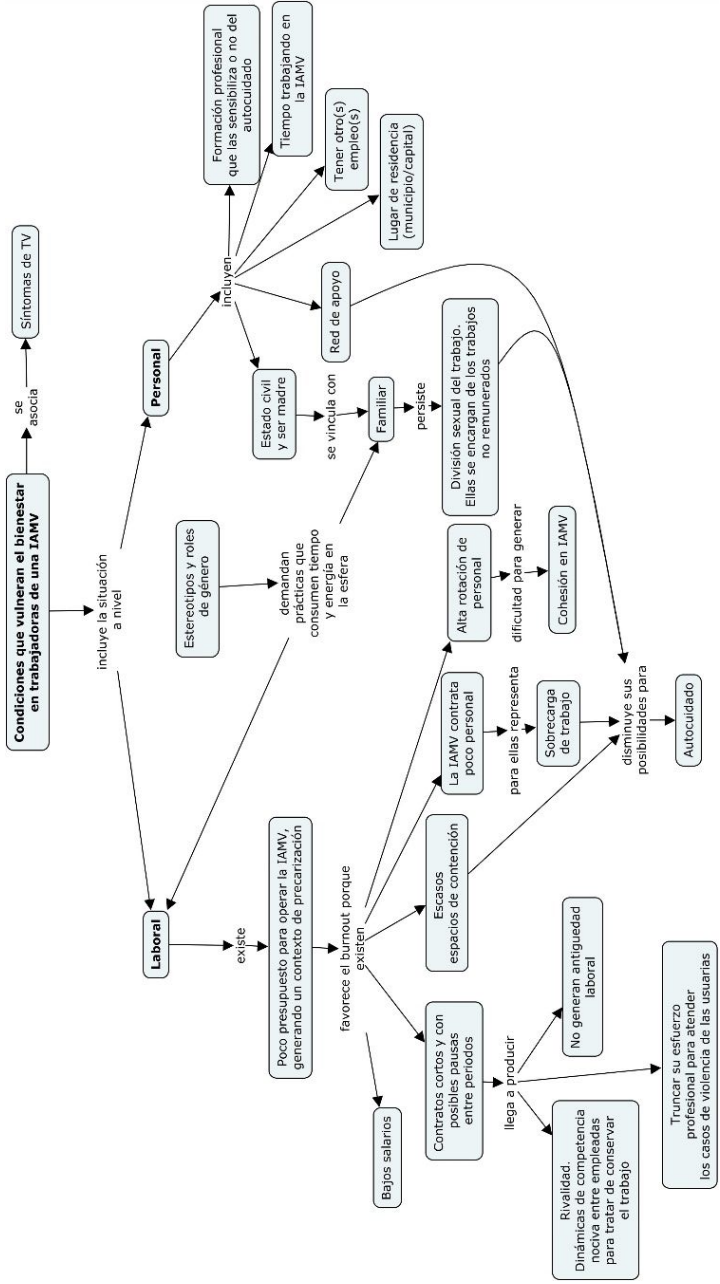 Condiciones que vulneran el bienestar
en trabajadoras de una IAMV
se
asocia
Síntomas de TV
incluye la situación
a nivel
Laboral
Personal
Estereotipos y roles
de género
demandan
prácticas que
consumen tiempo
y energía en
la esfera
existe
Poco presupuesto para operar la IAMV,
generando un contexto de precarización
favorece el burnout porque
existen
Bajos salarios
Contratos cortos y con
posibles pausas
entre periodos
llega a producir
Rivalidad.
Dinámicas de competencia
nociva entre empleadas
para tratar de conservar
el trabajo
Truncar su esfuerzo
profesional para atender
los casos de violencia de las usuarias
No generan antiguedad
laboral
Escasos
espacios de contención
La IAMV contrata
poco personal
para ellas representa
Sobrecarga
de trabajo
Alta rotación de
personal
dificultad para generar
Cohesión en IAMV
disminuye sus
posibilidades para
Autocuidado
incluyen
Estado civil
y ser madre
se vincula con
Familiar
persiste
División sexual del trabajo.
Ellas se encargan de los trabajos
no remunerados
Red de apoyo
Lugar de residencia
(municipio/capital)
Tener otro(s)
empleo(s)
Tiempo trabajando en
la IAMV
Formación profesional
que las sensibiliza o no del
autocuidado